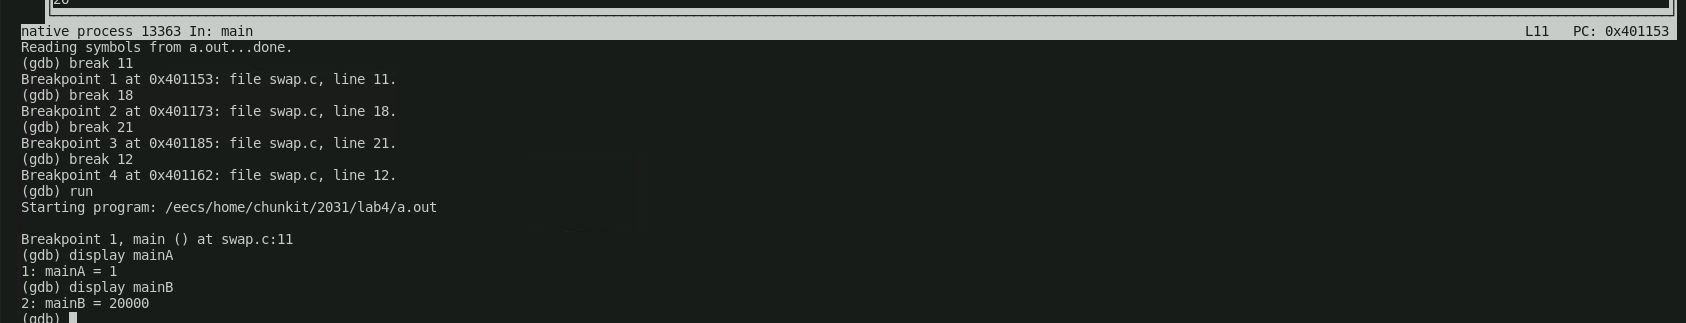 20
native process 13363 In: main L11 PC: 0x401153
Reading symbols from a.out...done.
(gdb) break 11
Breakpoint 1 at 0x401153: file swap.c, line 11.
(gdb) break 18
Breakpoint 2 at 0x401173: file swap.c, line 18.
(gdb) break 21
Breakpoint 3 at 0x401185: file swap.c, line 21.
(gdb) break 12
Breakpoint 4 at 0x401162: file swap.c, line 12.
(gdb) run
Starting program: /eecs/home/chunkit/2031/lab4/a.out
Breakpoint 1, main () at swap.c:11
(gdb) display mainA
1: mainA = 1
(gdb) display mainB
2: mainB = 20000
(gdb)